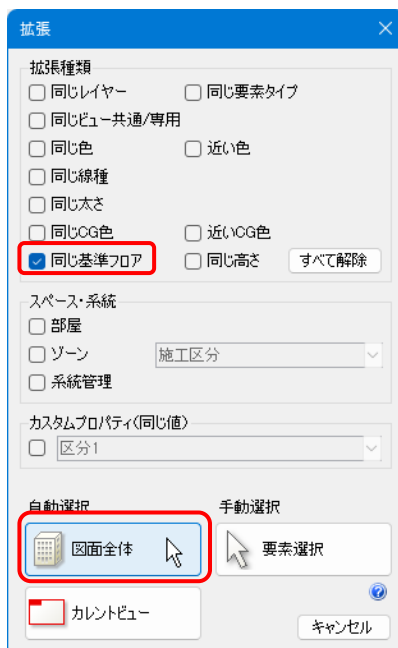 拡張
拡張種類
同じレイヤー 同じ要素タイプ
同じビュー共通/専用
同じ色 近い色
同じ線種
同じ太さ
同じCG色 近いCG色
同じ基準フロア 同じ高さ すべて解除
スペース・系統
部屋
ゾーン 施工区分
系統管理
カスタムプロパティ(同じ値)
区分1
自動選択 手動選択
図面全体 要素選択
カレントビュー
キャンセル